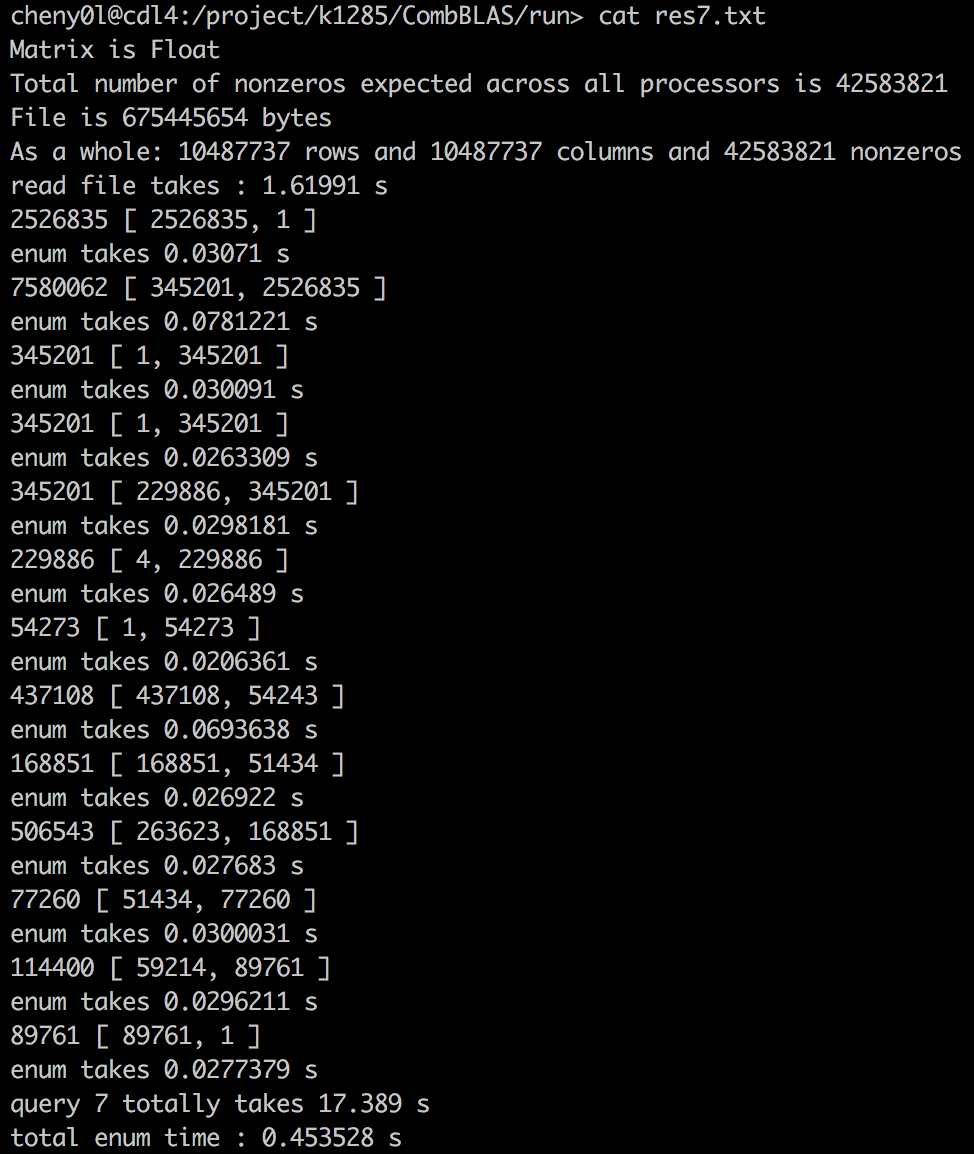 cheny0l@cdl4:/project/k1285/CombBLAS/run> cat res7.txt
Matrix is Float
Total number of nonzeros expected across all processors is 42583821
File is 675445654 bytes
As a whole: 10487737 rows and 10487737 columns and 42583821 nonzeros
read file takes : 1.61991 s
2526835 [ 2526835, 1 ]
enum takes 0.03071 s
7580062 [ 345201, 2526835 ]
enum takes 0.0781221 s
345201 [ 1, 345201 ]
enum takes 0.030091 s
345201 [ 1, 345201 ]
enum takes 0.0263309 s
345201 [ 229886, 345201 ]
enum takes 0.0298181 s
229886 [ 4, 229886 ]
enum takes 0.026489 s
54273 [ 1, 54273 ]
enum takes 0.0206361 s
437108 [ 437108, 54243 ]
enum takes 0.0693638 s
168851 [ 168851, 51434 ]
enum takes 0.026922 s
506543 [ 263623, 168851 ]
enum takes 0.027683 s
77260 [ 51434, 77260 ]
enum takes 0.0300031 s
114400 [ 59214, 89761 ]
enum takes 0.0296211 s
89761 [ 89761, 1 ]
enum takes 0.0277379 s
query 7 totally takes 17.389 s
total enum time : 0.453528 s